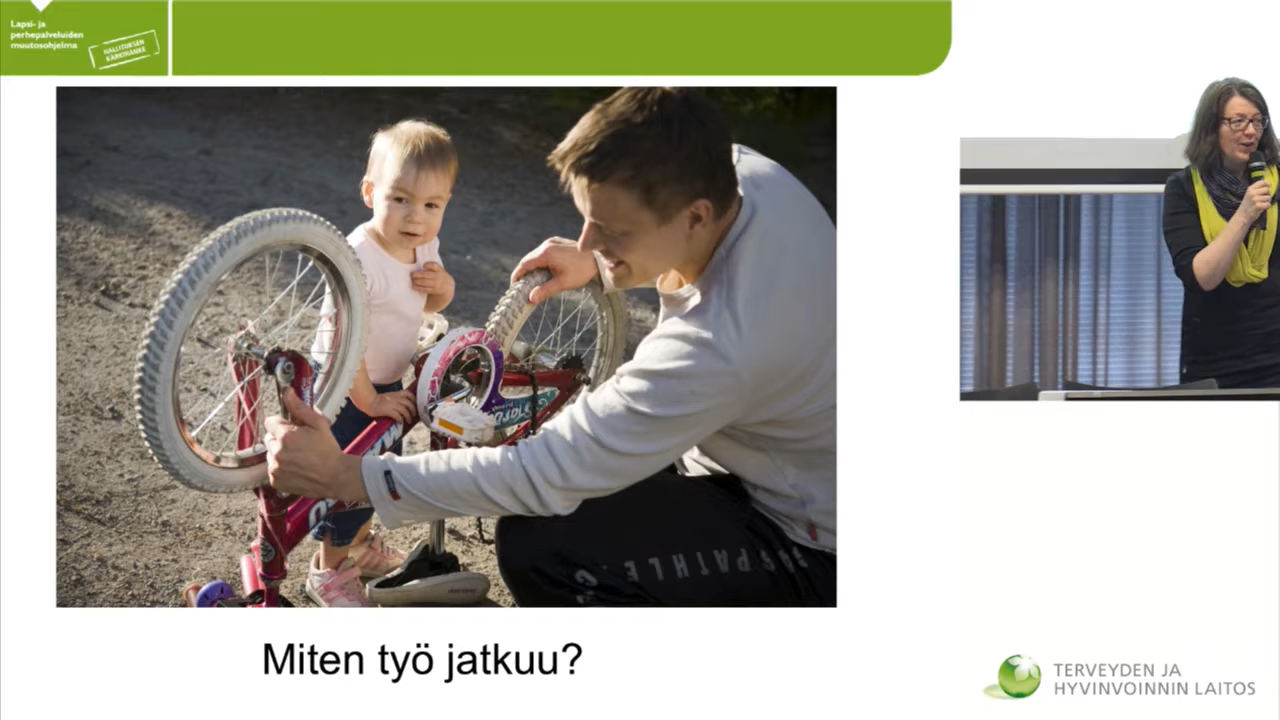 Lapsi- ja
perhepalveluiden
muutosohjelma
HALLITUKSEN
KÄRKIHANKE
Miten työ jatkuu?
TERVEYDEN JA
HYVINVOINNIN LAITOS